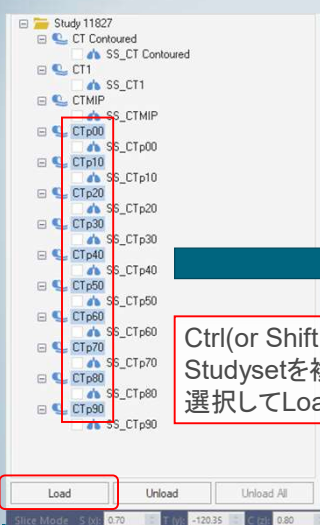 Study 11827
CT Contoured
SS_CT Contoured
CT1
SS_CT1
CTMIP
SS_CTMIP
CTp00
SS_CTp00
CTp10
SS_CTp10
CTp20
SS_CTp20
CTp30
SS_CTp30
CTp40
SS_CTp40
CTp50
SS_CTp50
CTp60
SS_CTp60
CTp70
SS_CTp70
CTp80
SS_CTp80
CTp90
SS_CTp90
Ctrl(or Shift
Studysetを複
選択してLoa
Load Unload Unload All
Slice Mode S (x): 0.70 T (y): -120.35 C (z): 0.80